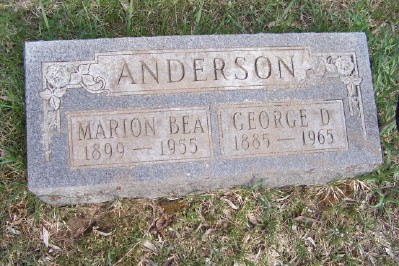 ANDERSON
MARION BEA
1899 — 1955
GEORGE D.
1885 — 1965